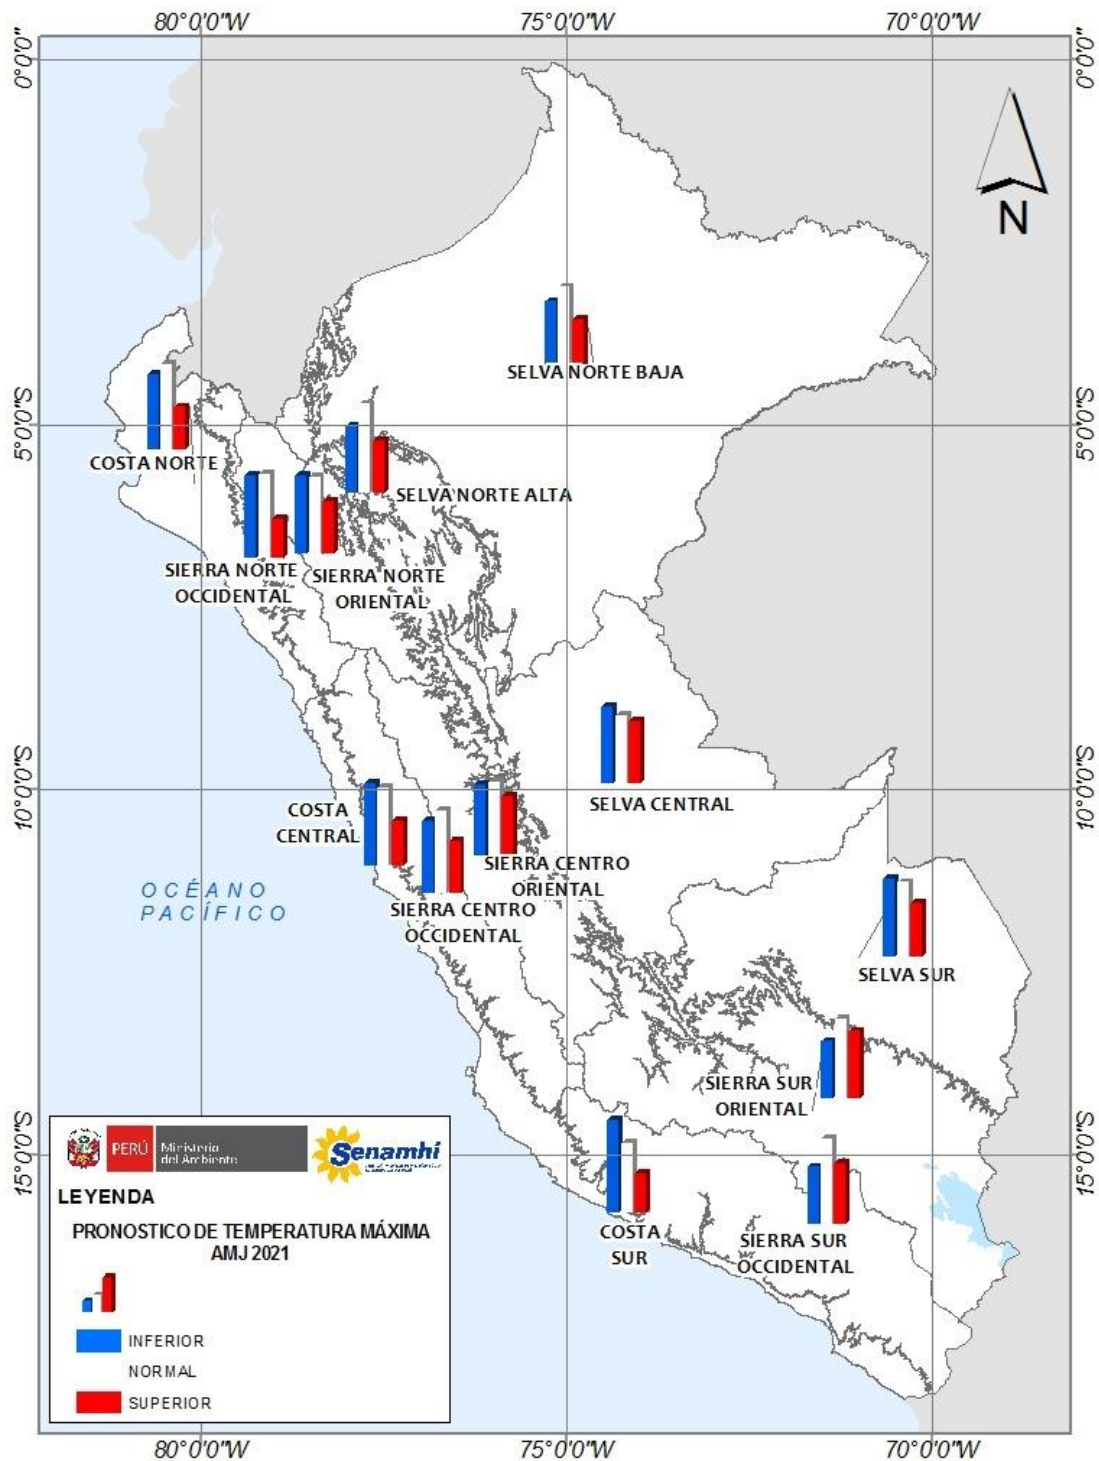 80°0'0"W 75°0'0"W 70°0'0"W
0°0'0"
0°0'0"
N
SELVA NORTE BAJA
5°0'0"S
5°0'0"S
COSTA NORTE
SELVA NORTE ALTA
SIERRA NORTE
OCCIDENTAL
SIERRA NORTE
ORIENTAL
10°0'0"S
10°0'0"S
SELVA CENTRAL
COSTA
CENTRAL
SIERRA CENTRO
ORIENTAL
OCÉANO
PACÍFICO
SIERRA CENTRO
OCCIDENTAL
SELVA SUR
SIERRA SUR
ORIENTAL
15°0'0"S
15°0'0"S
COSTA
SUR
SIERRA SUR
OCCIDENTAL
PERÚ
Ministerio
del Ambiente
Senamhi
LEYENDA
PRONOSTICO DE TEMPERATURA MÁXIMA
AMJ 2021
INFERIOR
NORMAL
SUPERIOR
80°0'0"W 75°0'0"W 70°0'0"W